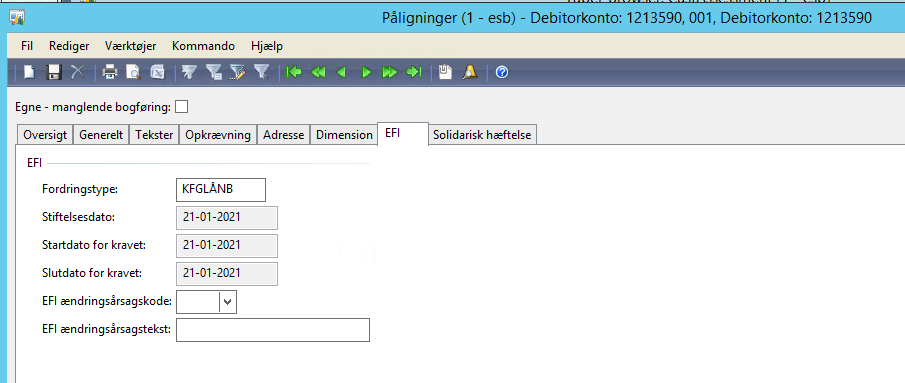 Påligninger (1 - esb) - Debitorkonto: 1213590, 001, Debitorkonto: 1213590
Fil Rediger Værktøjer Kommando Hjælp
Egne - manglende bogføring:
Oversigt Generelt Tekster Opkrævning Adresse Dimension EFI Solidarisk hæftelse
EFI
Fordringstype: KFGLÅNB
Stiftelsesdato: 21-01-2021
Startdato for kravet: 21-01-2021
Slutdato for kravet: 21-01-2021
EFI ændringsårsagskode:
EFI ændringsårsagstekst: